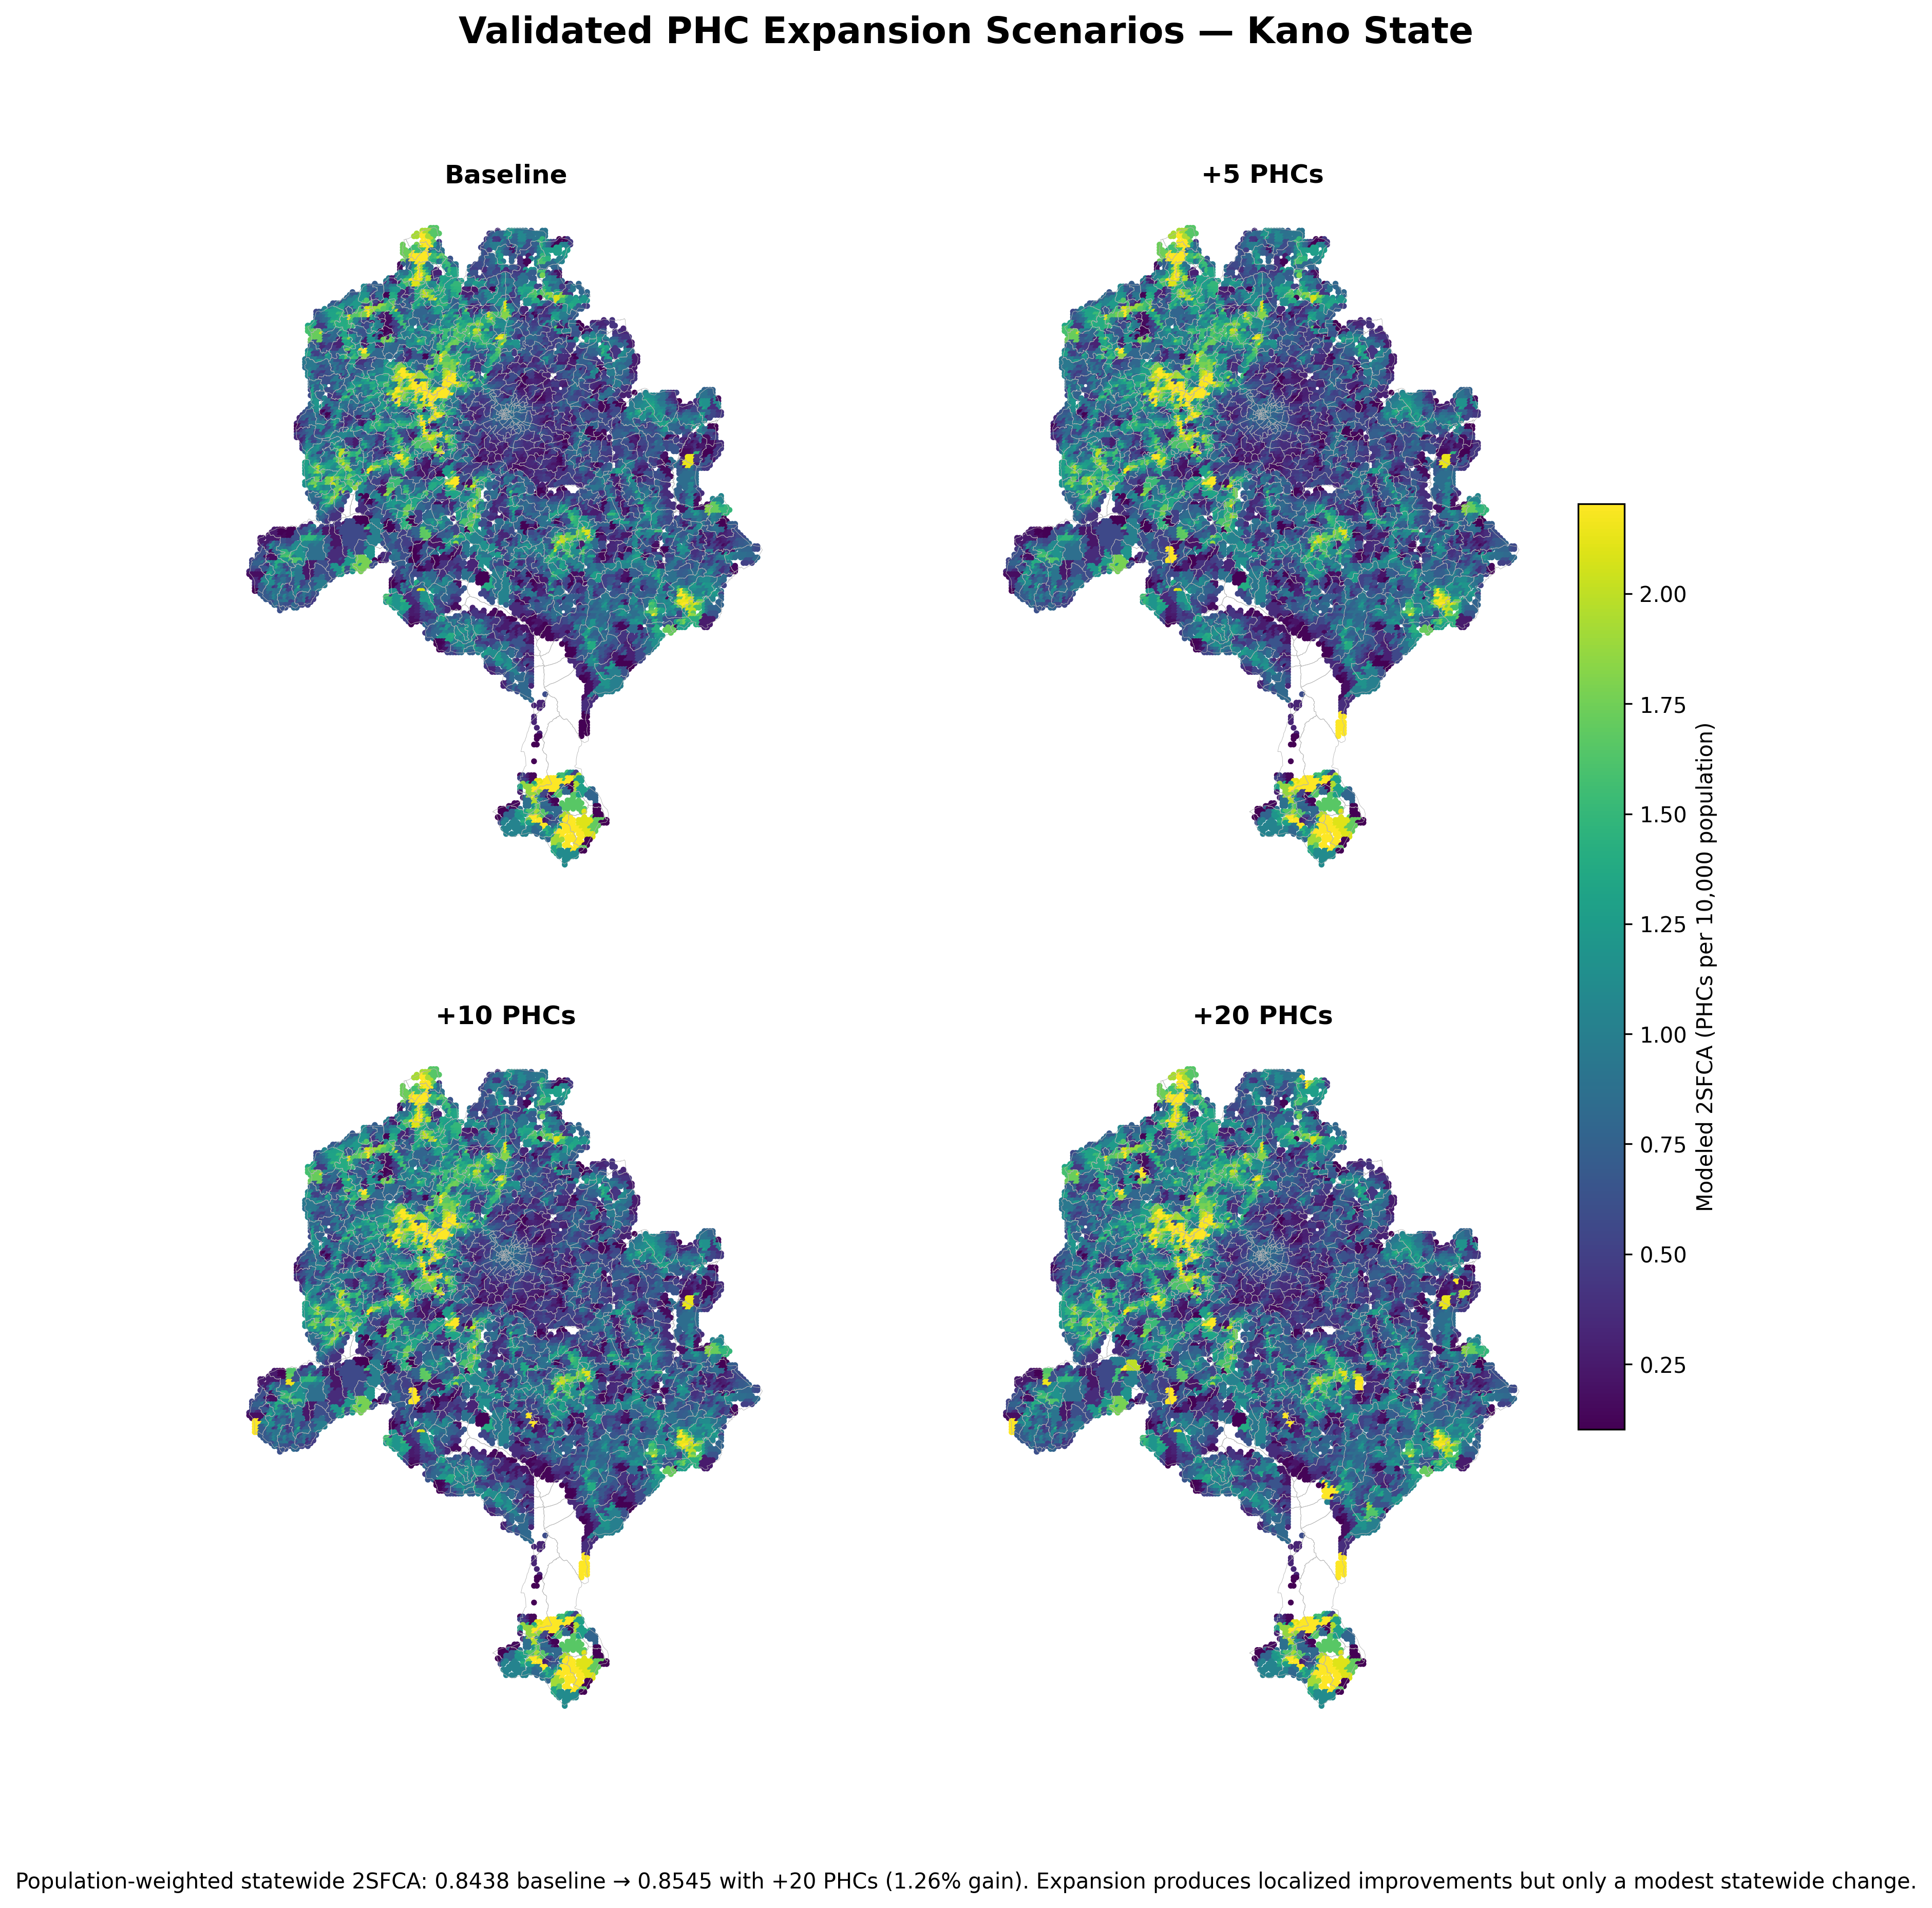 Validated PHC Expansion Scenarios — Kano State
Baseline
+5 PHCs
+10 PHCs
+20 PHCs
2.00
1.75
1.50
1.25
1.00
0.75
0.50
0.25
Modeled 2SFCA (PHCs per 10,000 population)
Population-weighted statewide 2SFCA: 0.8438 baseline → 0.8545 with +20 PHCs (1.26% gain). Expansion produces localized improvements but only a modest statewide change.